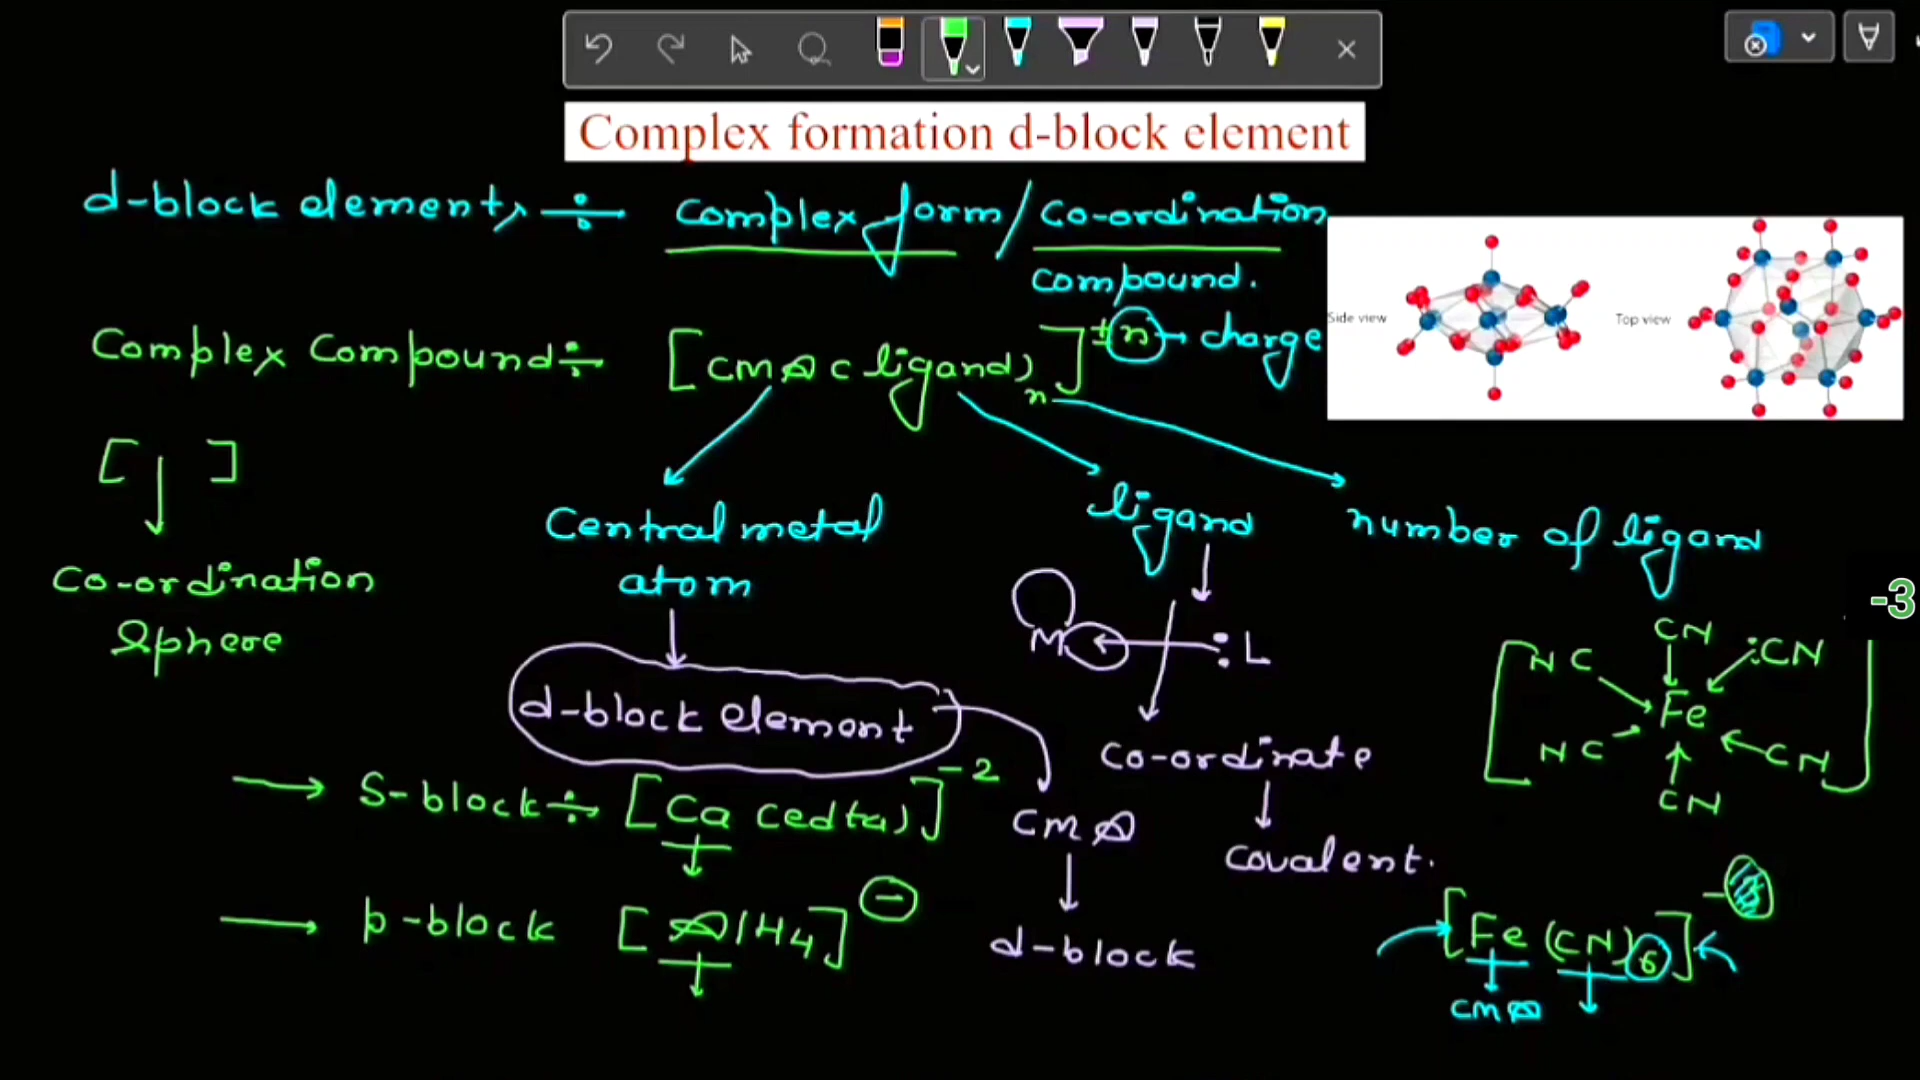 Complex formation d-block element
d-block elements ÷ Complex form / Co-ordination
compound.
Complex Compound ÷ [CMA (ligand)n]±n → charge
Side view
Top view
[ ]
Co-ordination
Sphere
Central metal
atom
ligand
number of ligand
M ← :L
d-block element
Co-ordinate
Covalent.
CMA
d-block
→ S-block ÷ [Ca (edta)]-2
→ p-block [AlH4]-
-3
CN
NC :CN
Fe
NC CN
CN
[Fe(CN)6]-3
CMA